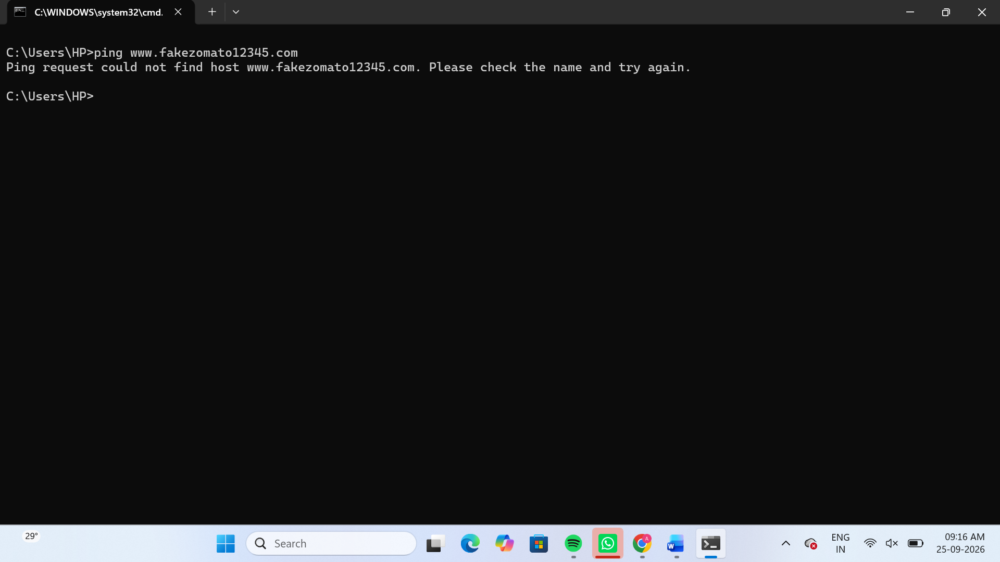 C:\WINDOWS\system32\cmd.
C:\Users\HP>ping www.fakezomato12345.com
Ping request could not find host www.fakezomato12345.com. Please check the name and try again.
C:\Users\HP>
29°
Search
A
W
ENG
IN
09:16 AM
25-09-2026